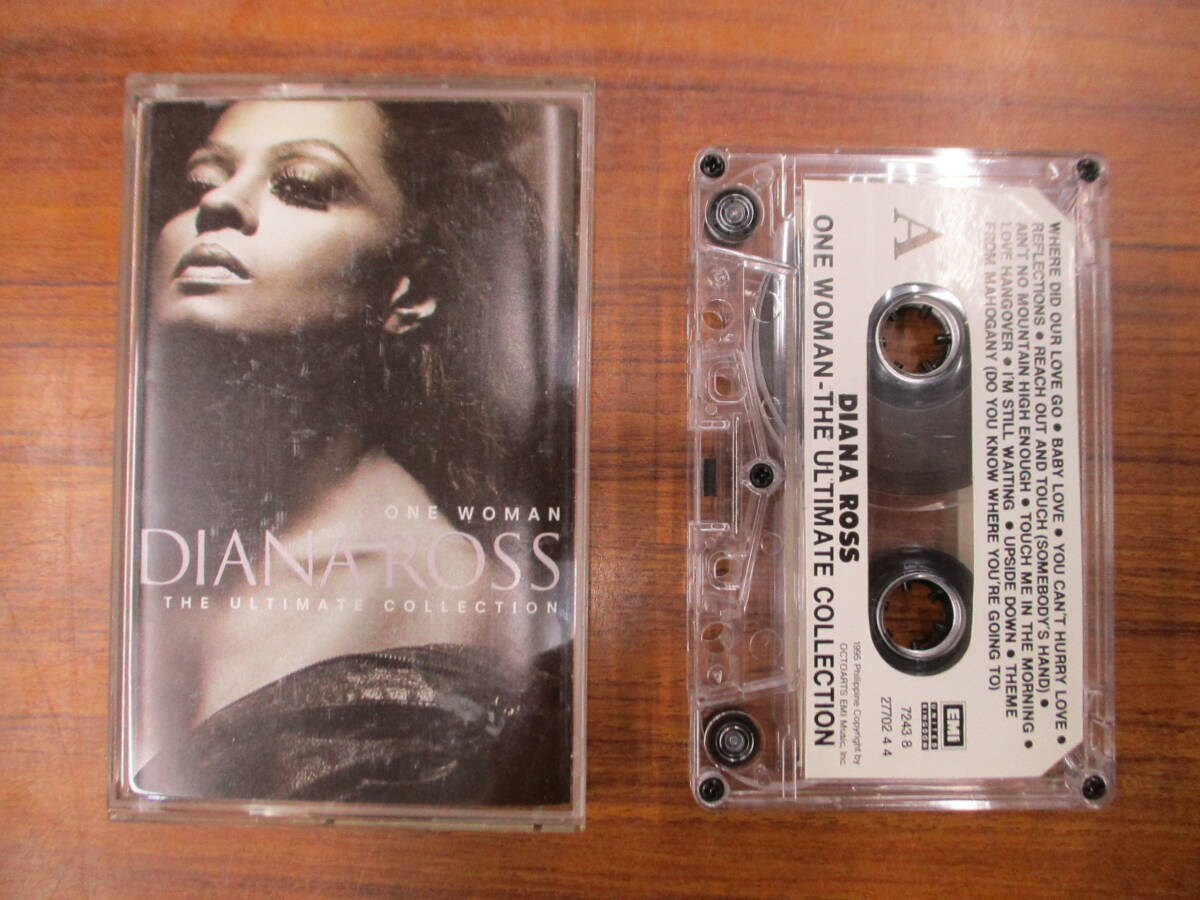 ONE WOMAN
DIANA ROSS
THE ULTIMATE COLLECTION
WHERE DID OUR LOVE GO • BABY LOVE • YOU CAN'T HURRY LOVE •
REFLECTIONS • REACH OUT AND TOUCH (SOMEBODY'S HAND) •
AIN'T NO MOUNTAIN HIGH ENOUGH • TOUCH ME IN THE MORNING •
LOVE HANGOVER • I'M STILL WAITING • UPSIDE DOWN • THEME
FROM MAHOGANY (DO YOU KNOW WHERE YOU'RE GOING TO)
A
EMI
UNITED
KINGDOM
7243 8
27702 4 4
DIANA ROSS
ONE WOMAN-THE ULTIMATE COLLECTION
1995 Philippine Copyright by
OCTOARTS EMI Music, Inc.